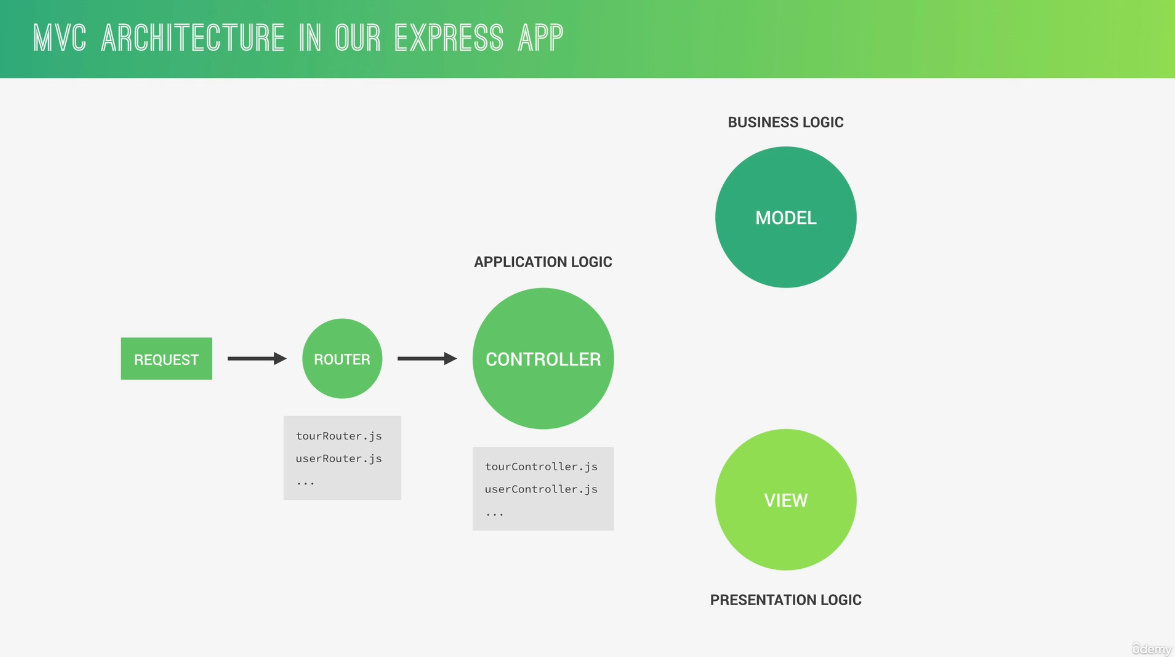 MVC ARCHITECTURE IN OUR EXPRESS APP
BUSINESS LOGIC
MODEL
APPLICATION LOGIC
REQUEST
ROUTER
CONTROLLER
tourRouter.js
userRouter.js
...
tourController.js
userController.js
...
VIEW
PRESENTATION LOGIC
ûdemy